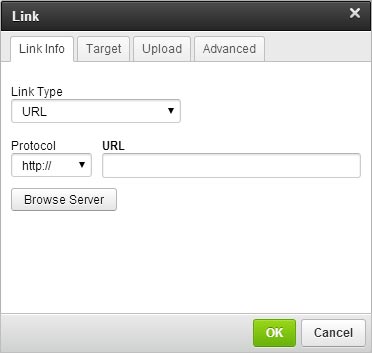 Link
Link Info Target Upload Advanced
Link Type
URL
Protocol URL
http://
Browse Server
OK Cancel